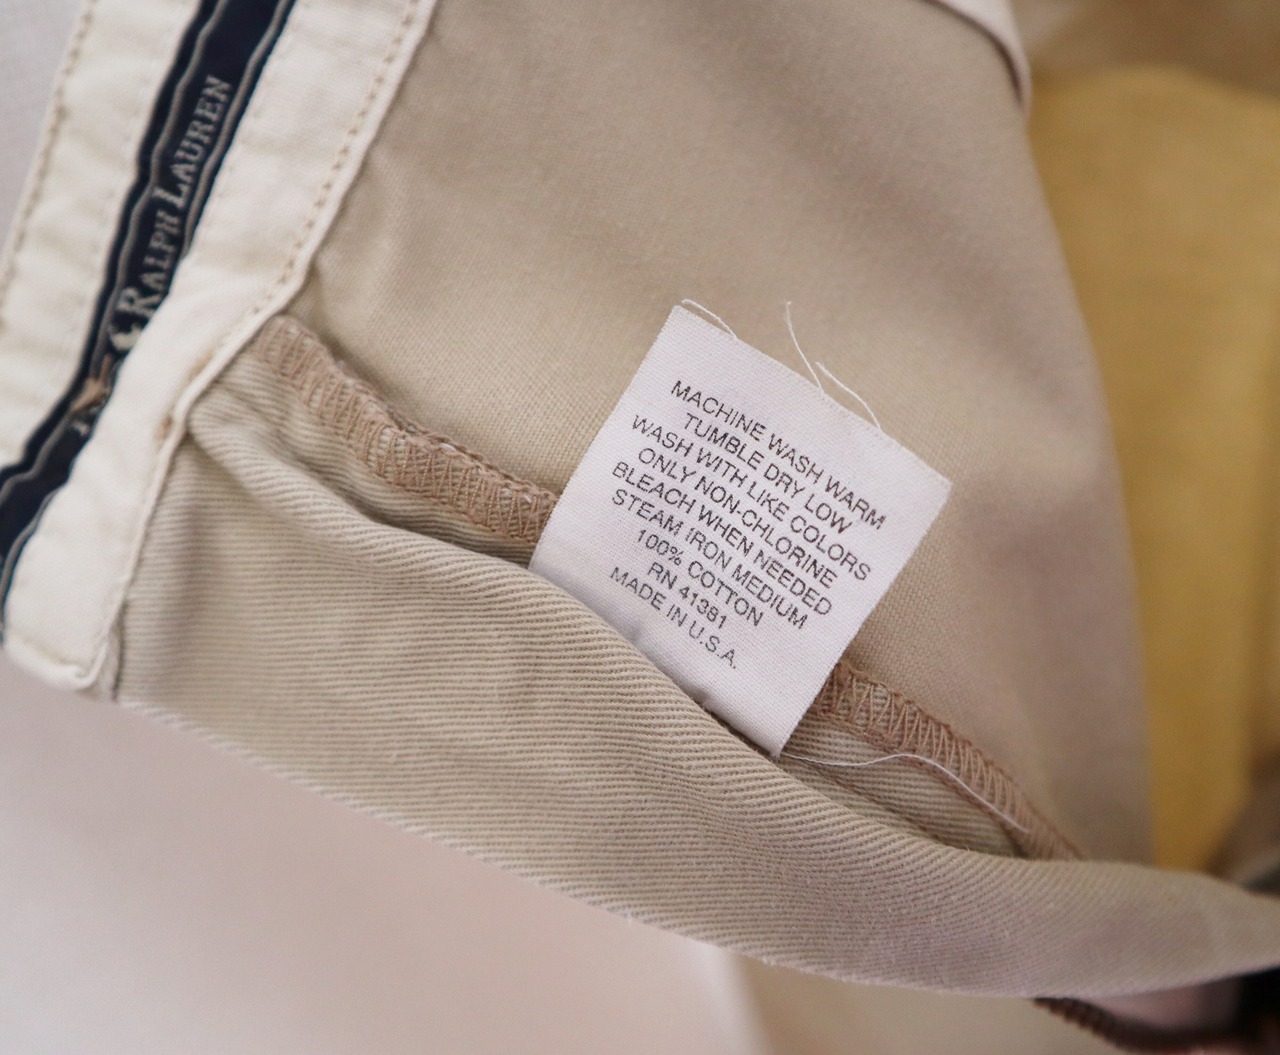 RALPH LAUREN
MACHINE WASH WARM
TUMBLE DRY LOW
WASH WITH LIKE COLORS
ONLY NON-CHLORINE
BLEACH WHEN NEEDED
STEAM IRON MEDIUM
100% COTTON
RN 41381
MADE IN U.S.A.